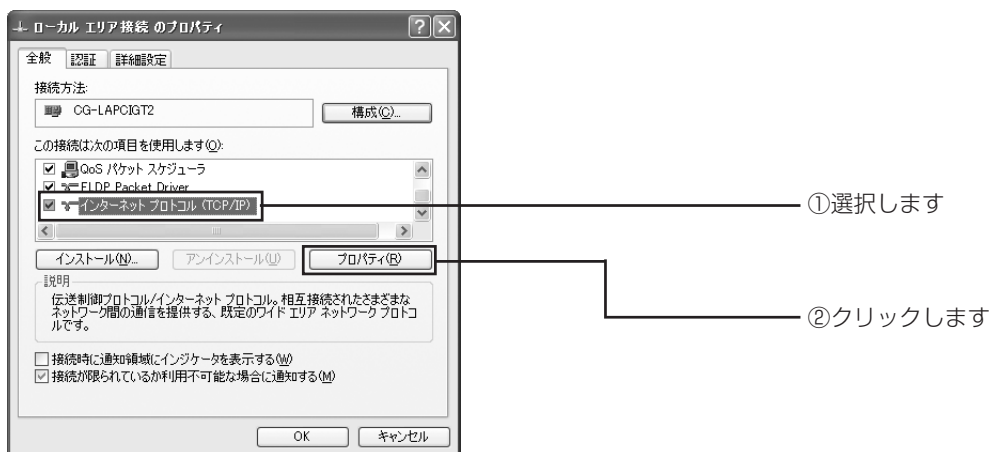 ローカル エリア接続 のプロパティ
全般 認証 詳細設定
接続方法:
CG-LAPCIGT2 構成(C)...
この接続は次の項目を使用します(O):
QoS パケット スケジューラ
ELDP Packet Driver
インターネット プロトコル (TCP/IP)
①選択します
インストール(N)... アンインストール(U) プロパティ(R)
説明
伝送制御プロトコル/インターネット プロトコル。相互接続されたさまざまな
ネットワーク間の通信を提供する、既定のワイド エリア ネットワーク プロトコ
ルです。
②クリックします
接続時に通知領域にインジケータを表示する(W)
接続が限られているか利用不可能な場合に通知する(M)
OK キャンセル